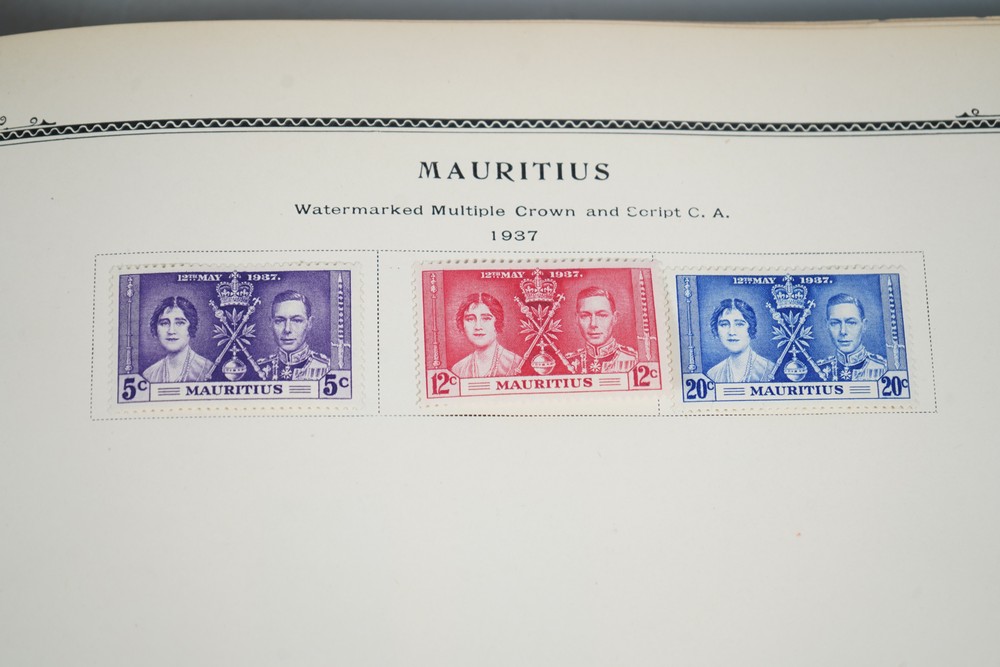 MAURITIUS
Watermarked Multiple Crown and Script C. A.
1937
12TH MAY 1937.
5c MAURITIUS 5c
12TH MAY 1937.
12c MAURITIUS 12c
12TH MAY 1937.
20c MAURITIUS 20c